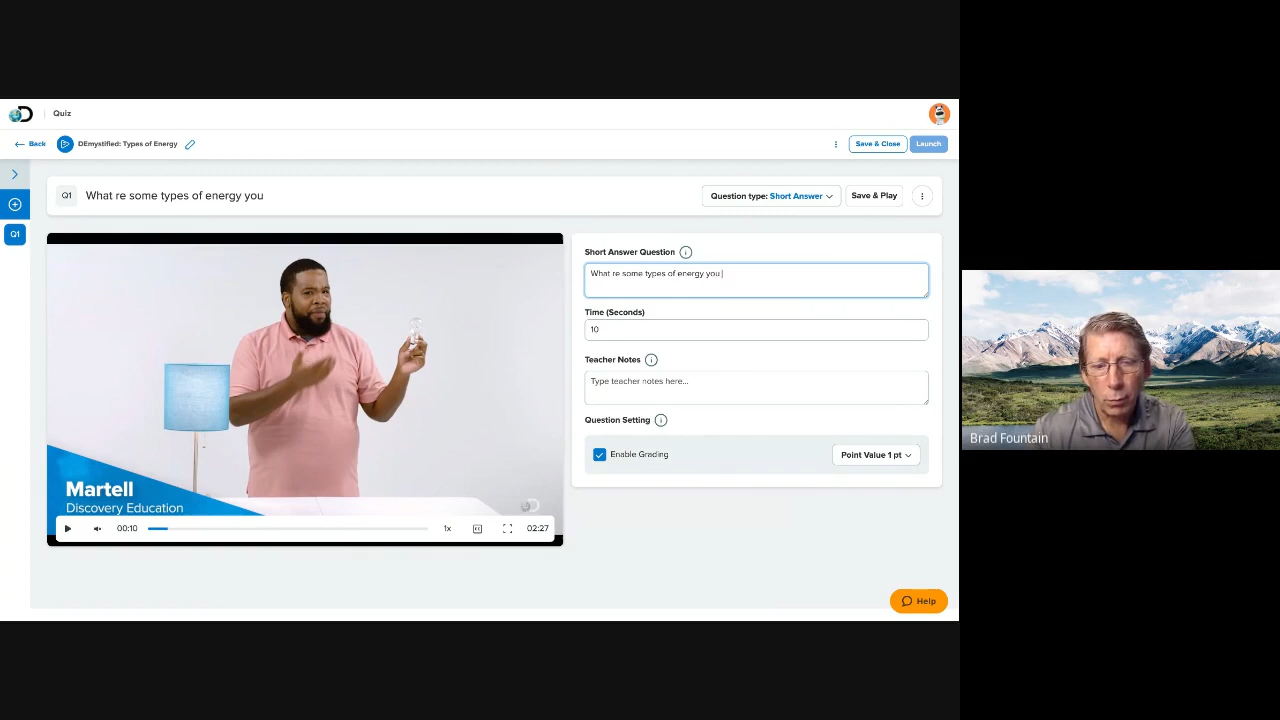 Quiz
Back
DEmystified: Types of Energy
Save & Close
Launch
Q1
What re some types of energy you
Question type: Short Answer
Save & Play
Q1
Short Answer Question
What re some types of energy you
Time (Seconds)
10
Teacher Notes
Type teacher notes here...
Question Setting
Enable Grading
Point Value 1 pt
Martell
Discovery Education
00:10
1x
02:27
Brad Fountain
Help